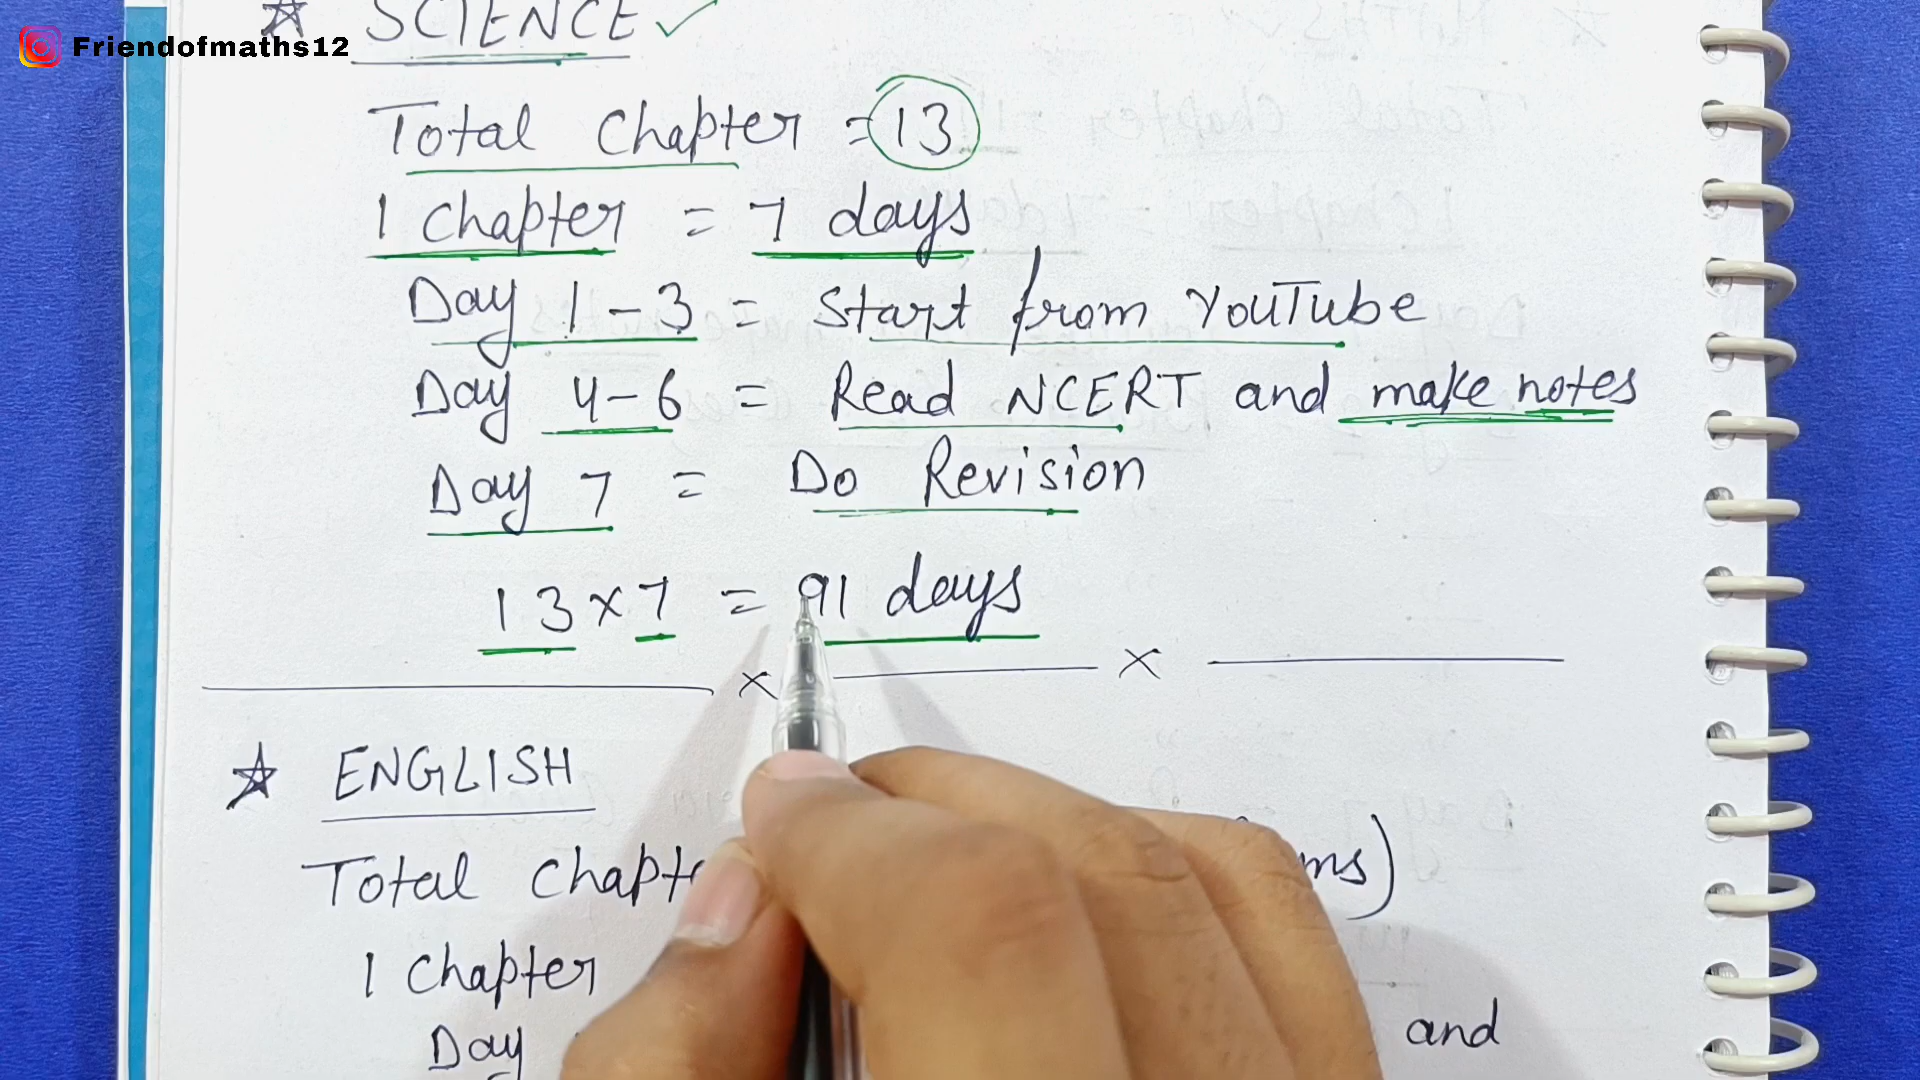 SCIENCE
Friendofmaths12
Total Chapter = 13
1 Chapter = 7 days
Day 1-3 = Start from YouTube
Day 4-6 = Read NCERT and make notes
Day 7 = Do Revision
13 × 7 = 91 days
× ×
ENGLISH
Total
1 Chapter
Day and